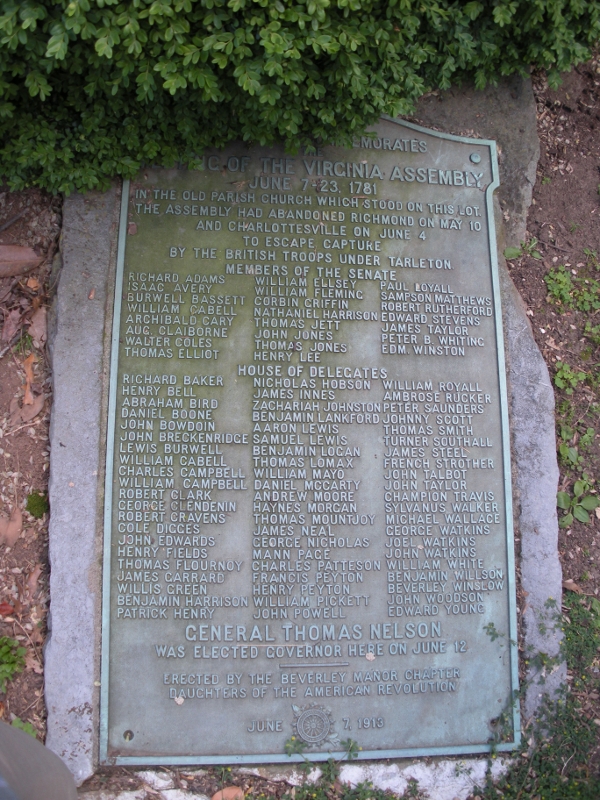 OF THE VIRGINIA ASSEMBLY
JUNE 7-23, 1781
IN THE OLD PARISH CHURCH WHICH STOOD ON THIS LOT.
THE ASSEMBLY HAD ABANDONED RICHMOND ON MAY 10
AND CHARLOTTESVILLE ON JUNE 4
TO ESCAPE CAPTURE
BY THE BRITISH TROOPS UNDER TARLETON
MEMBERS OF THE SENATE
RICHARD ADAMS
ISAAC AVERY
BURWELL BASSETT
WILLIAM CABELL
ARCHIBALD CARY
AUG. CLAIBORNE
WALTER COLES
THOMAS ELLIOT
WILLIAM ELLSEY
WILLIAM FLEMING
CORBIN GRIFFIN
NATHANIEL HARRISON
THOMAS JETT
JOHN JONES
THOMAS JONES
HENRY LEE
PAUL LOYALL
SAMPSON MATTHEWS
ROBERT RUTHERFORD
EDWARD STEVENS
JAMES TAYLOR
PETER B. WHITING
EDM. WINSTON
HOUSE OF DELEGATES
RICHARD BAKER
HENRY BELL
ABRAHAM BIRD
DANIEL BOONE
JOHN BOWDOIN
JOHN BRECKENRIDGE
LEWIS BURWELL
WILLIAM CABELL
CHARLES CAMPBELL
WILLIAM CAMPBELL
ROBERT CLARK
GEORGE CLENDENIN
ROBERT CRAVENS
COLE DIGGES
JOHN EDWARDS
HENRY FIELDS
THOMAS FLOURNOY
JAMES GARRARD
WILLIS GREEN
BENJAMIN HARRISON
PATRICK HENRY
NICHOLAS HOBSON
JAMES INNES
ZACHARIAH JOHNSTON
BENJAMIN LANKFORD
AARON LEWIS
SAMUEL LEWIS
BENJAMIN LOGAN
THOMAS LOMAX
WILLIAM MAYO
DANIEL MCCARTY
ANDREW MOORE
HAYNES MORGAN
THOMAS MOUNTJOY
JAMES NEAL
GEORGE NICHOLAS
MANN PAGE
CHARLES PATTESON
FRANCIS PEYTON
HENRY PEYTON
WILLIAM PICKETT
JOHN POWELL
WILLIAM ROYALL
AMBROSE RUCKER
PETER SAUNDERS
JOHNY SCOTT
THOMAS SMITH
TURNER SOUTHALL
JAMES STEEL
FRENCH STROTHER
JOHN TALBOT
JOHN TAYLOR
CHAMPION TRAVIS
SYLVANUS WALKER
MICHAEL WALLACE
GEORGE WATKINS
JOEL WATKINS
JOHN WATKINS
WILLIAM WHITE
BENJAMIN WILLSON
BEVERLEY WINSLOW
JOHN WOODSON
EDWARD YOUNG
GENERAL THOMAS NELSON
WAS ELECTED GOVERNOR HERE ON JUNE 12.
ERECTED BY THE BEVERLEY MANOR CHAPTER
DAUGHTERS OF THE AMERICAN REVOLUTION
JUNE 7, 1913